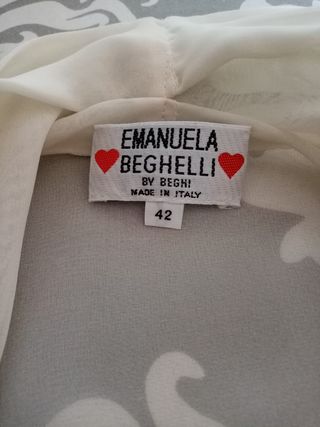 EMANUELA
BEGHELLI
BY BEGHI
MADE IN ITALY
42